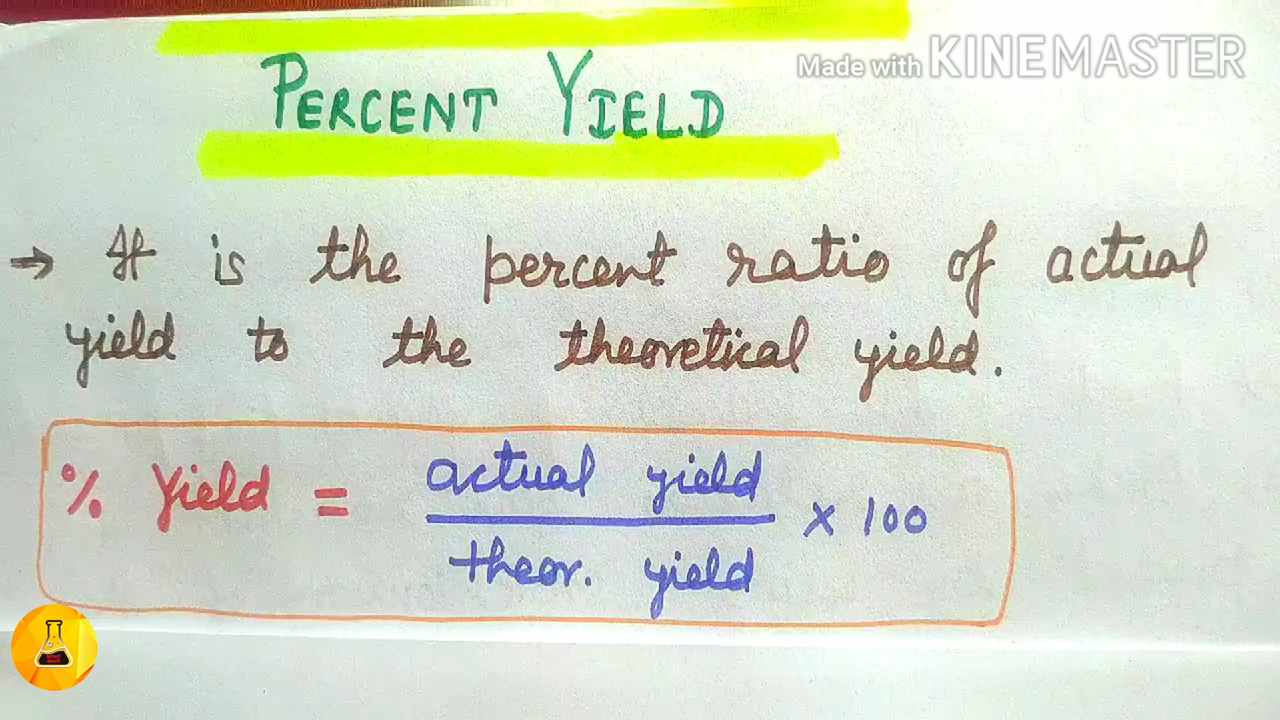 Made with KINEMASTER
PERCENT YIELD
→ It is the percent ratio of actual
yield to the theoretical yield.
% Yield = actual yield / theor. yield x 100